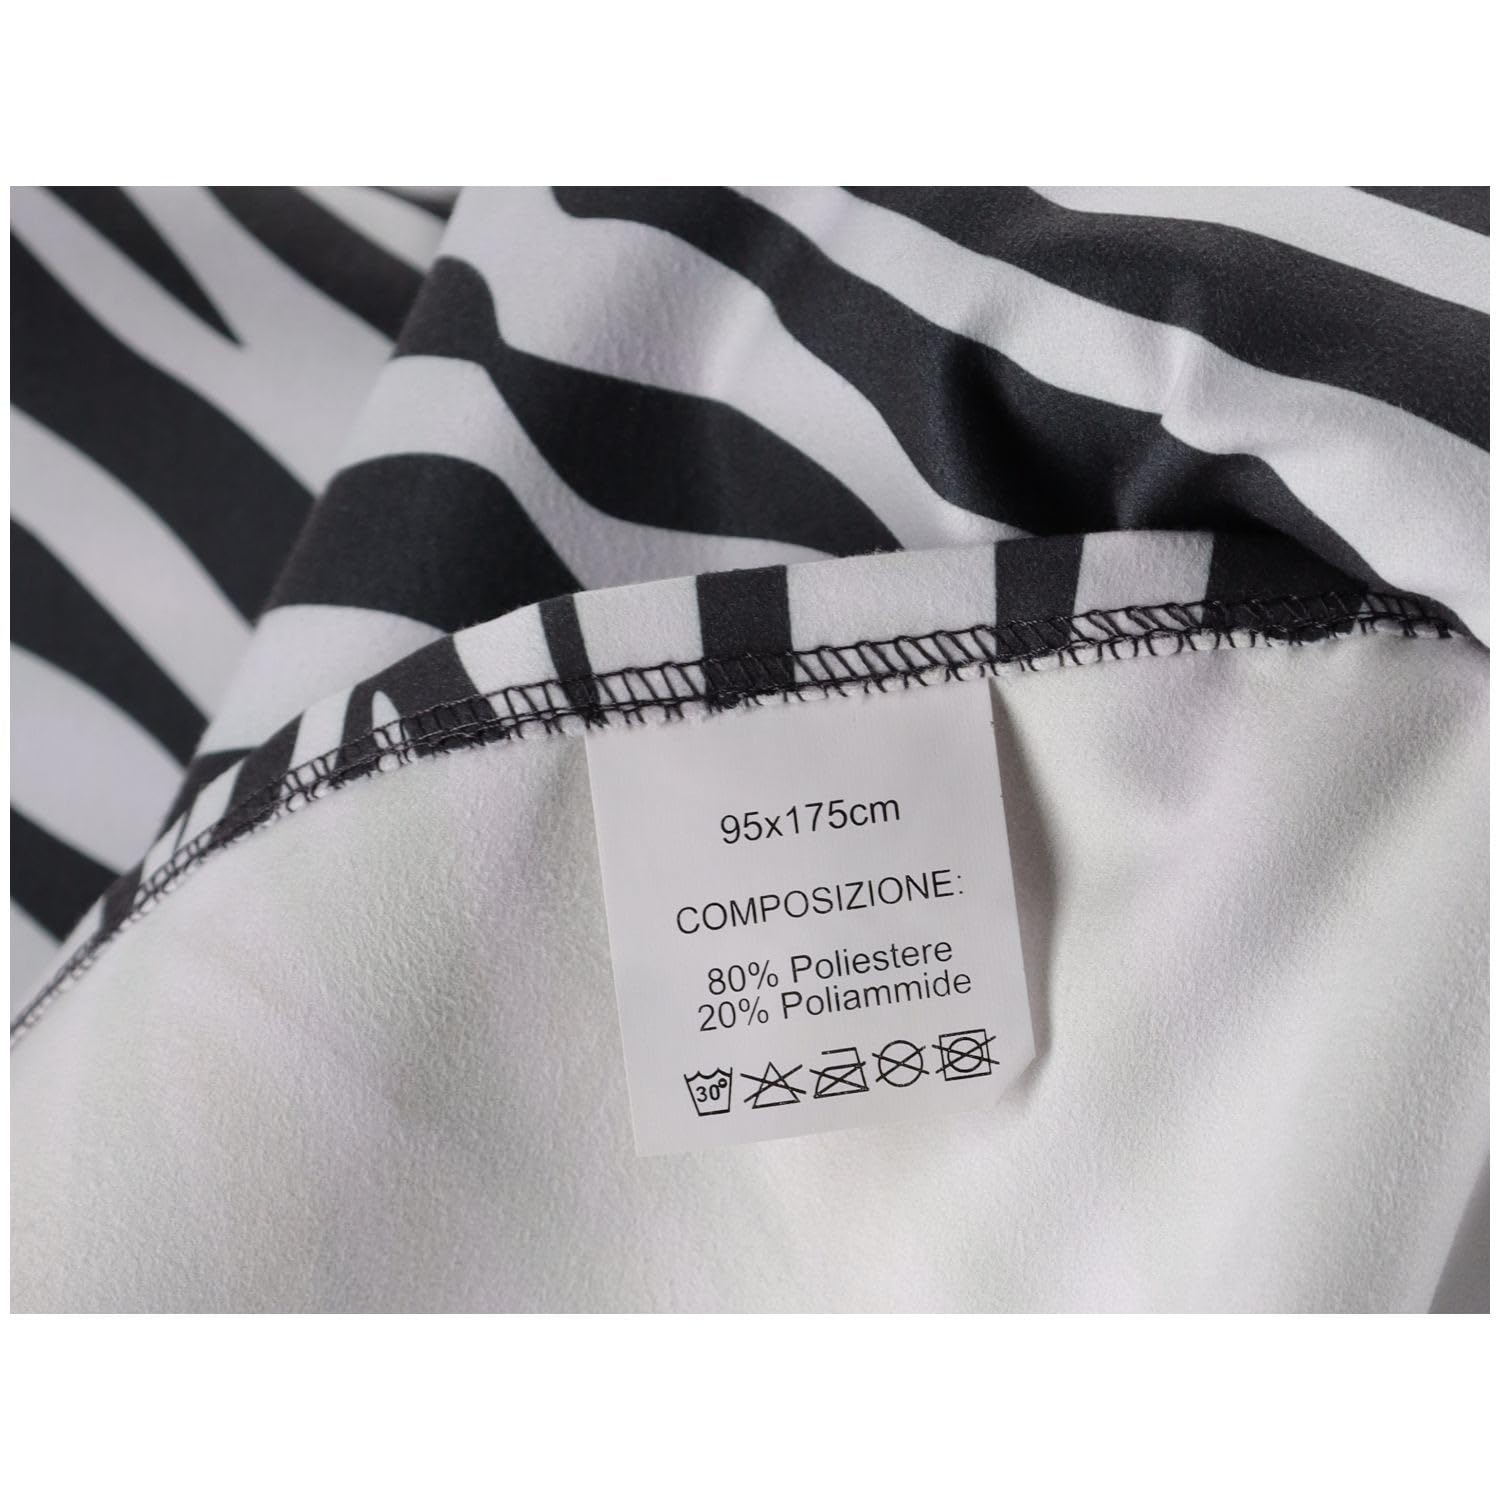 95x175cm
COMPOSIZIONE:
80% Poliestere
20% Poliammide
30°